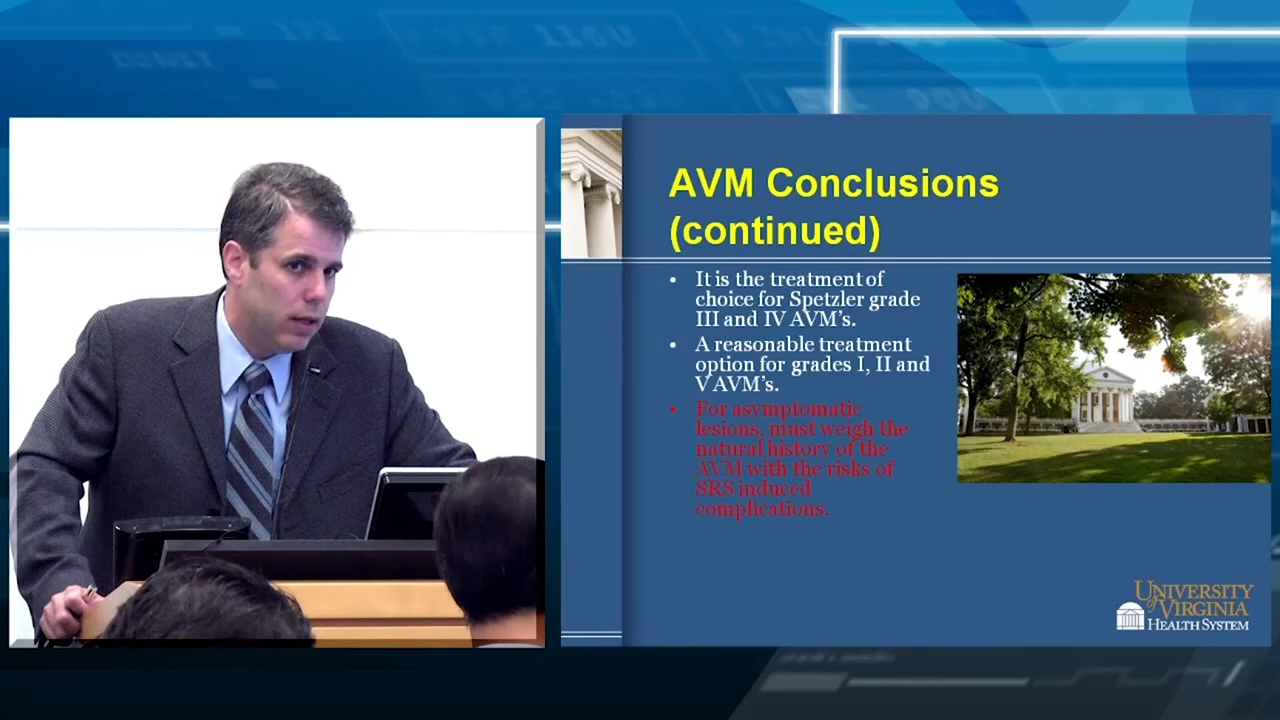 AVM Conclusions
(continued)
• It is the treatment of
choice for Spetzler grade
III and IV AVM’s.
• A reasonable treatment
option for grades I, II and
V AVM’s.
• For asymptomatic
lesions, must weigh the
natural history of the
AVM with the risks of
SRS induced
complications.
UNIVERSITY
of VIRGINIA
HEALTH SYSTEM